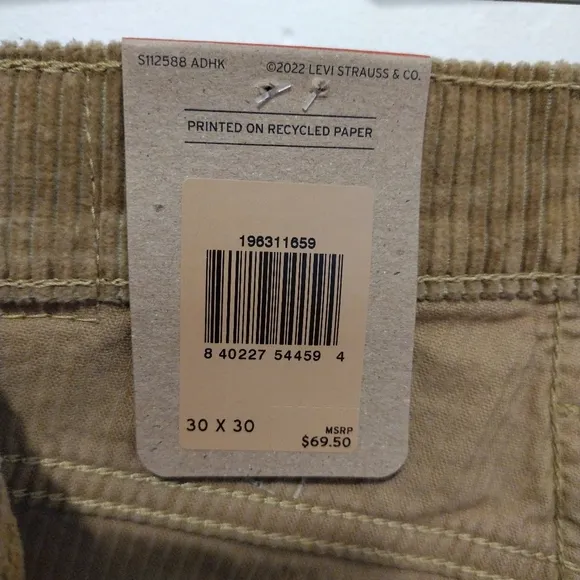 S112588 ADHK ©2022 LEVI STRAUSS & CO.
PRINTED ON RECYCLED PAPER
196311659
8 40227 54459 4
30 X 30
MSRP
$69.50